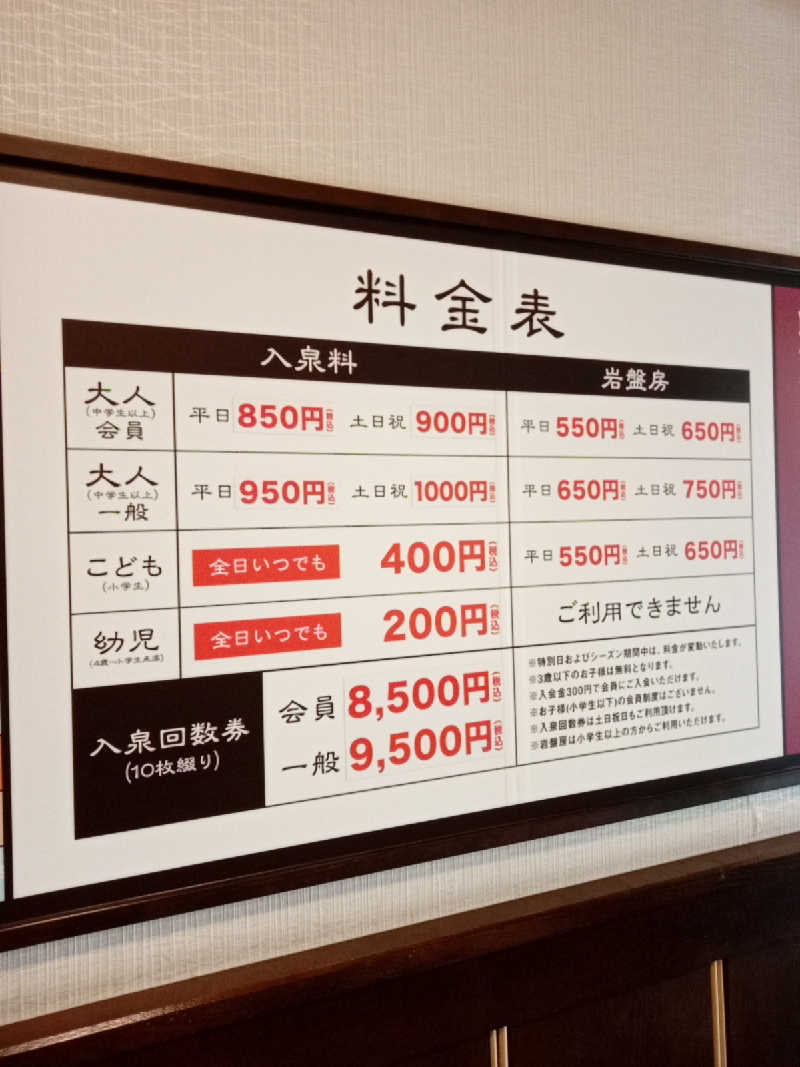 料金表
入泉料 岩盤房
大人
(中学生以上)
会員
平日 850円(税込) 土日祝 900円(税込) 平日 550円(税込) 土日祝 650円(税込)
大人
(中学生以上)
一般
平日 950円(税込) 土日祝 1000円(税込) 平日 650円(税込) 土日祝 750円(税込)
こども
(小学生)
全日いつでも 400円(税込) 平日 550円(税込) 土日祝 650円(税込)
幼児
(4歳〜小学生未満)
全日いつでも 200円(税込) ご利用できません
入泉回数券
(10枚綴り)
会員 8,500円(税込)
一般 9,500円(税込)
※特別日およびシーズン期間中は、料金が変動いたします。
※3歳以下のお子様は無料となります。
※入会金300円で会員にご入会いただけます。
※お子様(小学生以下)の会員制度はございません。
※入泉回数券は土日祝日もご利用頂けます。
※岩盤房は小学生以上の方からご利用いただけます。